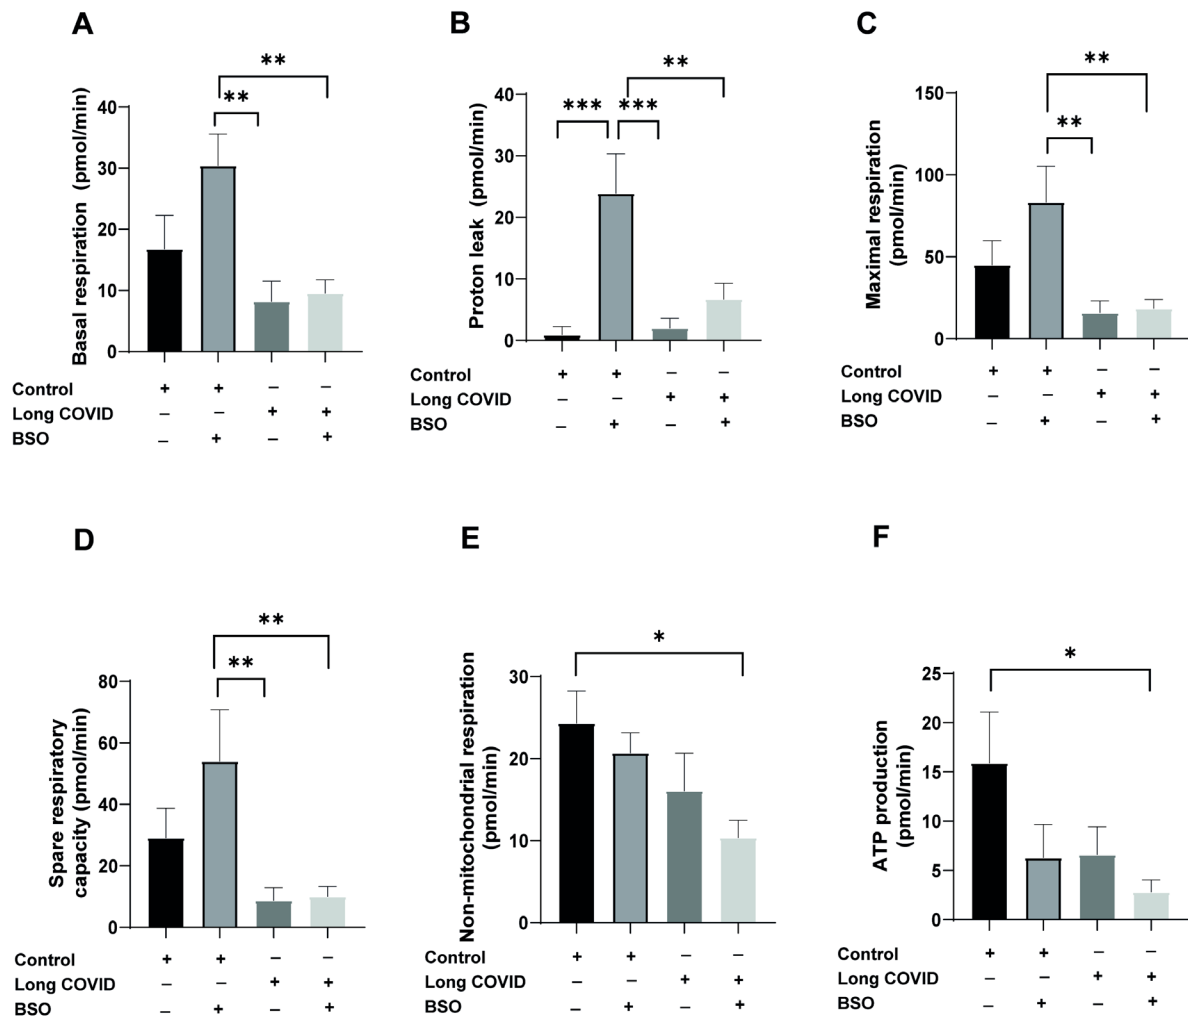 A
**
**
Basal respiration (pmol/min)
40
30
20
10
0
Control + + – –
Long COVID – – + +
BSO – + – +
B
**
*** ***
Proton leak (pmol/min)
40
30
20
10
0
Control + + – –
Long COVID – – + +
BSO – + – +
C
**
**
Maximal respiration
(pmol/min)
150
100
50
0
Control + + – –
Long COVID – – + +
BSO – + – +
D
**
**
Spare respiratory
capacity (pmol/min)
80
60
40
20
0
Control + + – –
Long COVID – – + +
BSO – + – +
E
*
Non-mitochondrial respiration
(pmol/min)
30
20
10
0
Control + + – –
Long COVID – – + +
BSO – + – +
F
*
ATP production
(pmol/min)
25
20
15
10
5
0
Control + + – –
Long COVID – – + +
BSO – + – +